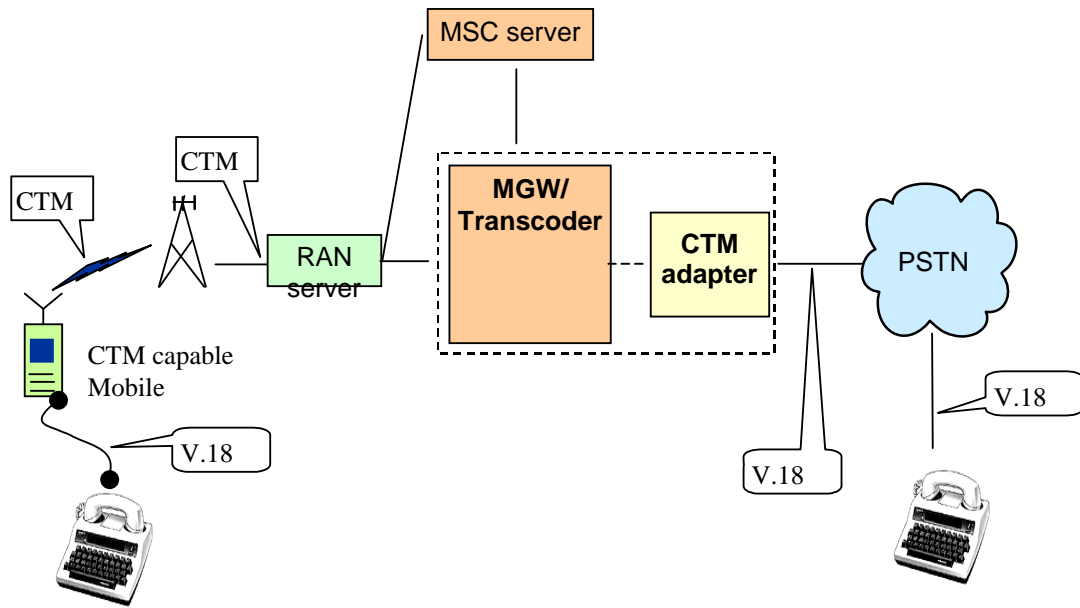 MSC server
CTM
CTM
MGW/
Transcoder
RAN
server
CTM
adapter
PSTN
CTM capable
Mobile
V.18
V.18
V.18